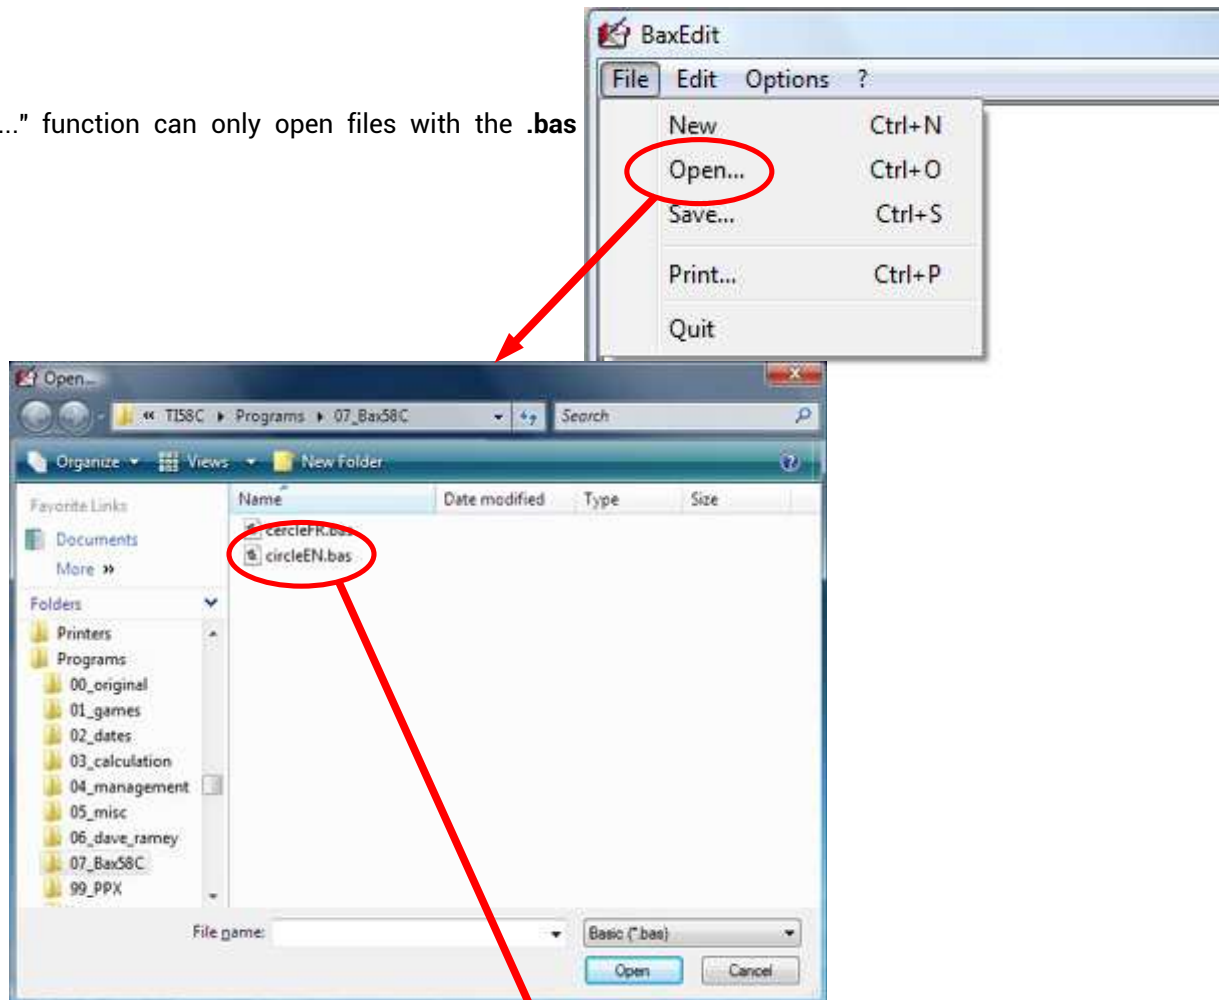 BaxEdit
File Edit Options ?
..." function can only open files with the .bas
New Ctrl+N
Open... Ctrl+O
Save... Ctrl+S
Print... Ctrl+P
Quit
Open...
« TI58C Programs 07_Bax58C Search
Organize Views New Folder
Favorite Links Name Date modified Type Size
cercleFR.bas
Documents
circleEN.bas
More »
Folders
Printers
Programs
00_original
01_games
02_dates
03_calculation
04_management
05_misc
06_dave_ramey
07_Bax58C
99_PPX
File name: Basic (*.bas)
Open Cancel